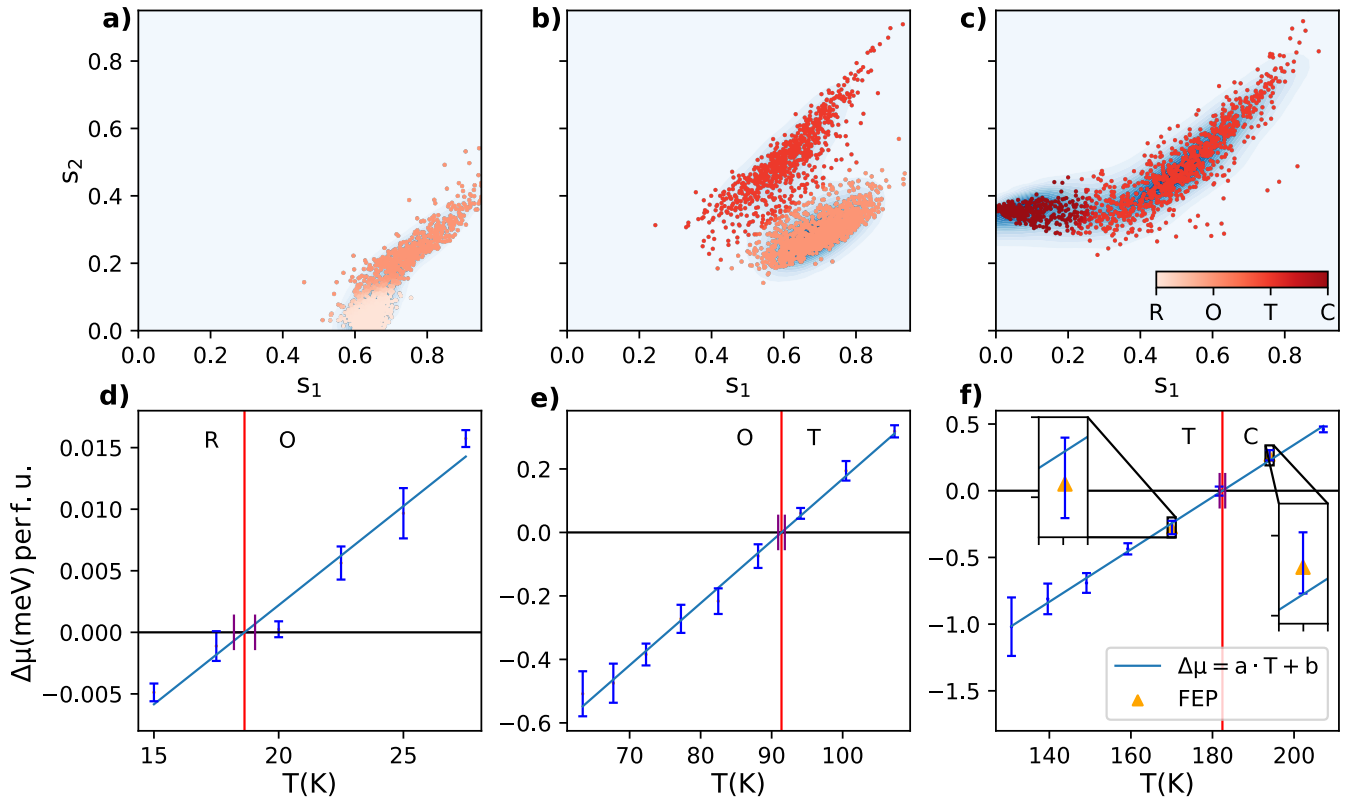 a)
b)
c)
0.8
0.6
0.4
0.2
0.0
s₂
0.0 0.2 0.4 0.6 0.8
s₁
0.0 0.2 0.4 0.6 0.8
s₁
R O T C
0.0 0.2 0.4 0.6 0.8
s₁
d)
R O
0.015
0.010
0.005
0.000
−0.005
Δμ(meV) per f. u.
15 20 25
T(K)
e)
O T
0.2
0.0
−0.2
−0.4
−0.6
70 80 90 100
T(K)
f)
T C
0.5
0.0
−0.5
−1.0
−1.5
Δμ = a · T + b
FEP
140 160 180 200
T(K)